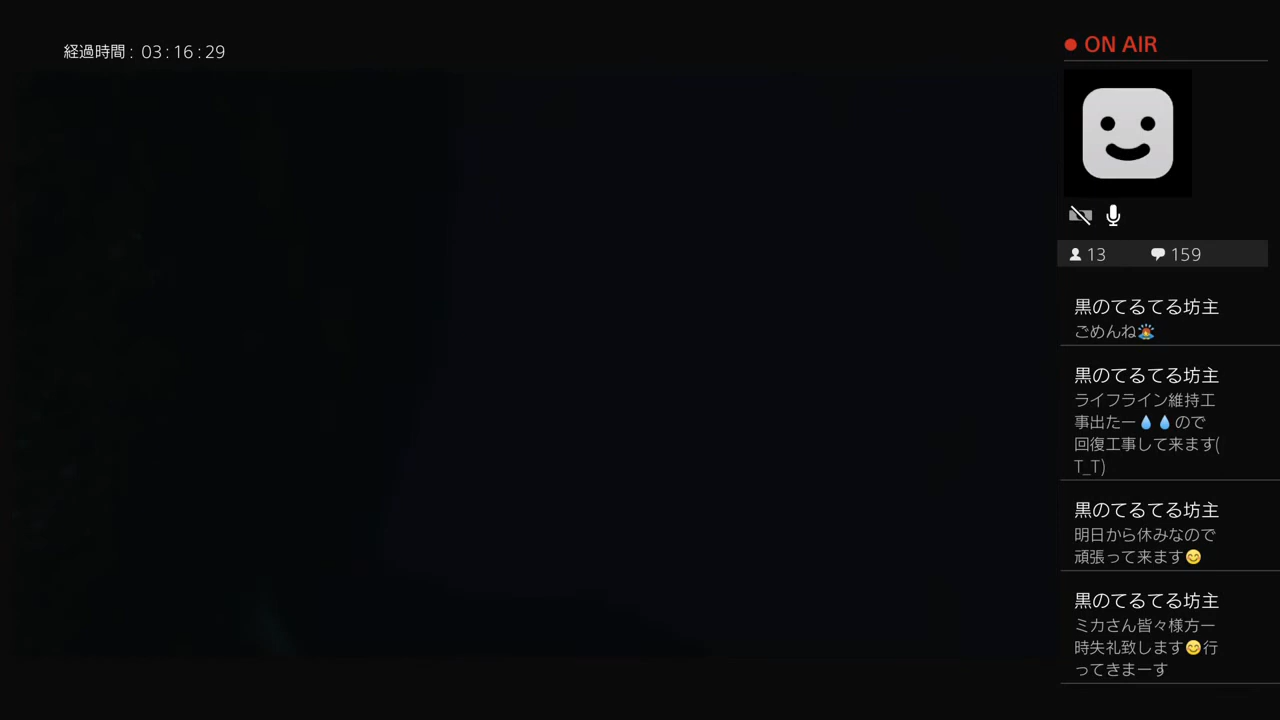 経過時間 : 03 : 16 : 29
ON AIR
13
159
黒のてるてる坊主
ごめんね🌋
黒のてるてる坊主
ライフライン維持工
事出たー💧💧ので
回復工事して来ます(
T_T)
黒のてるてる坊主
明日から休みなので
頑張って来ます😊
黒のてるてる坊主
ミカさん皆々様方一
時失礼致します😊行
ってきまーす